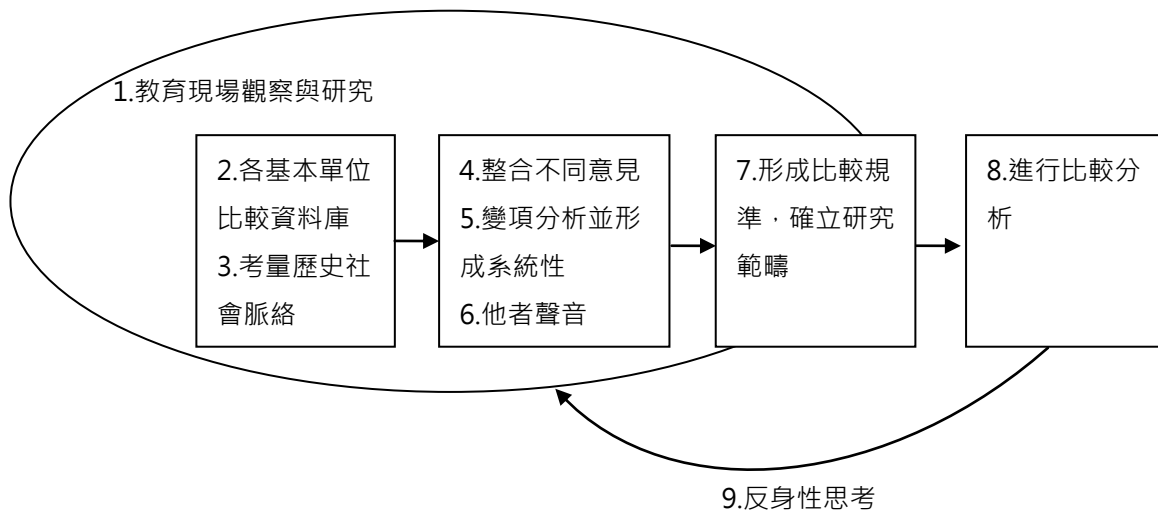 1.教育現場觀察與研究
2.各基本單位
比較資料庫
3.考量歷史社
會脈絡
4.整合不同意見
5.變項分析並形
成系統性
6.他者聲音
7.形成比較規
準，確立研究
範疇
8.進行比較分
析
9.反身性思考